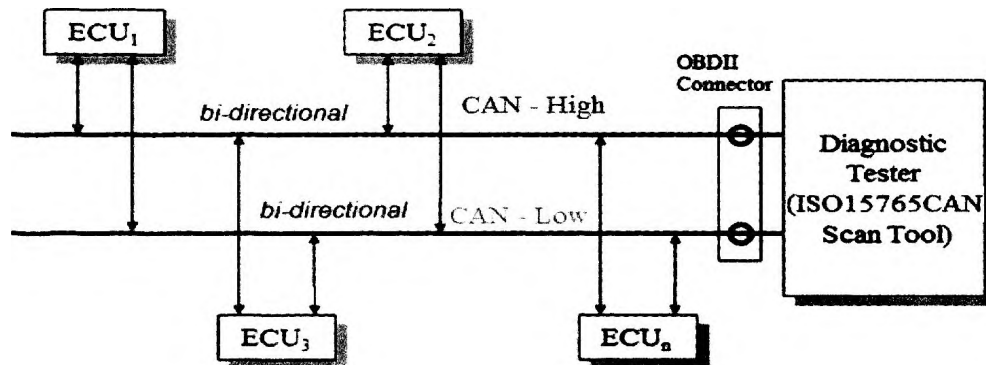 ECU₁
ECU₂
OBDII
Connector
bi-directional
CAN - High
Diagnostic
Tester
(ISO15765CAN
Scan Tool)
bi-directional
CAN - Low
ECU₃
ECUₙ